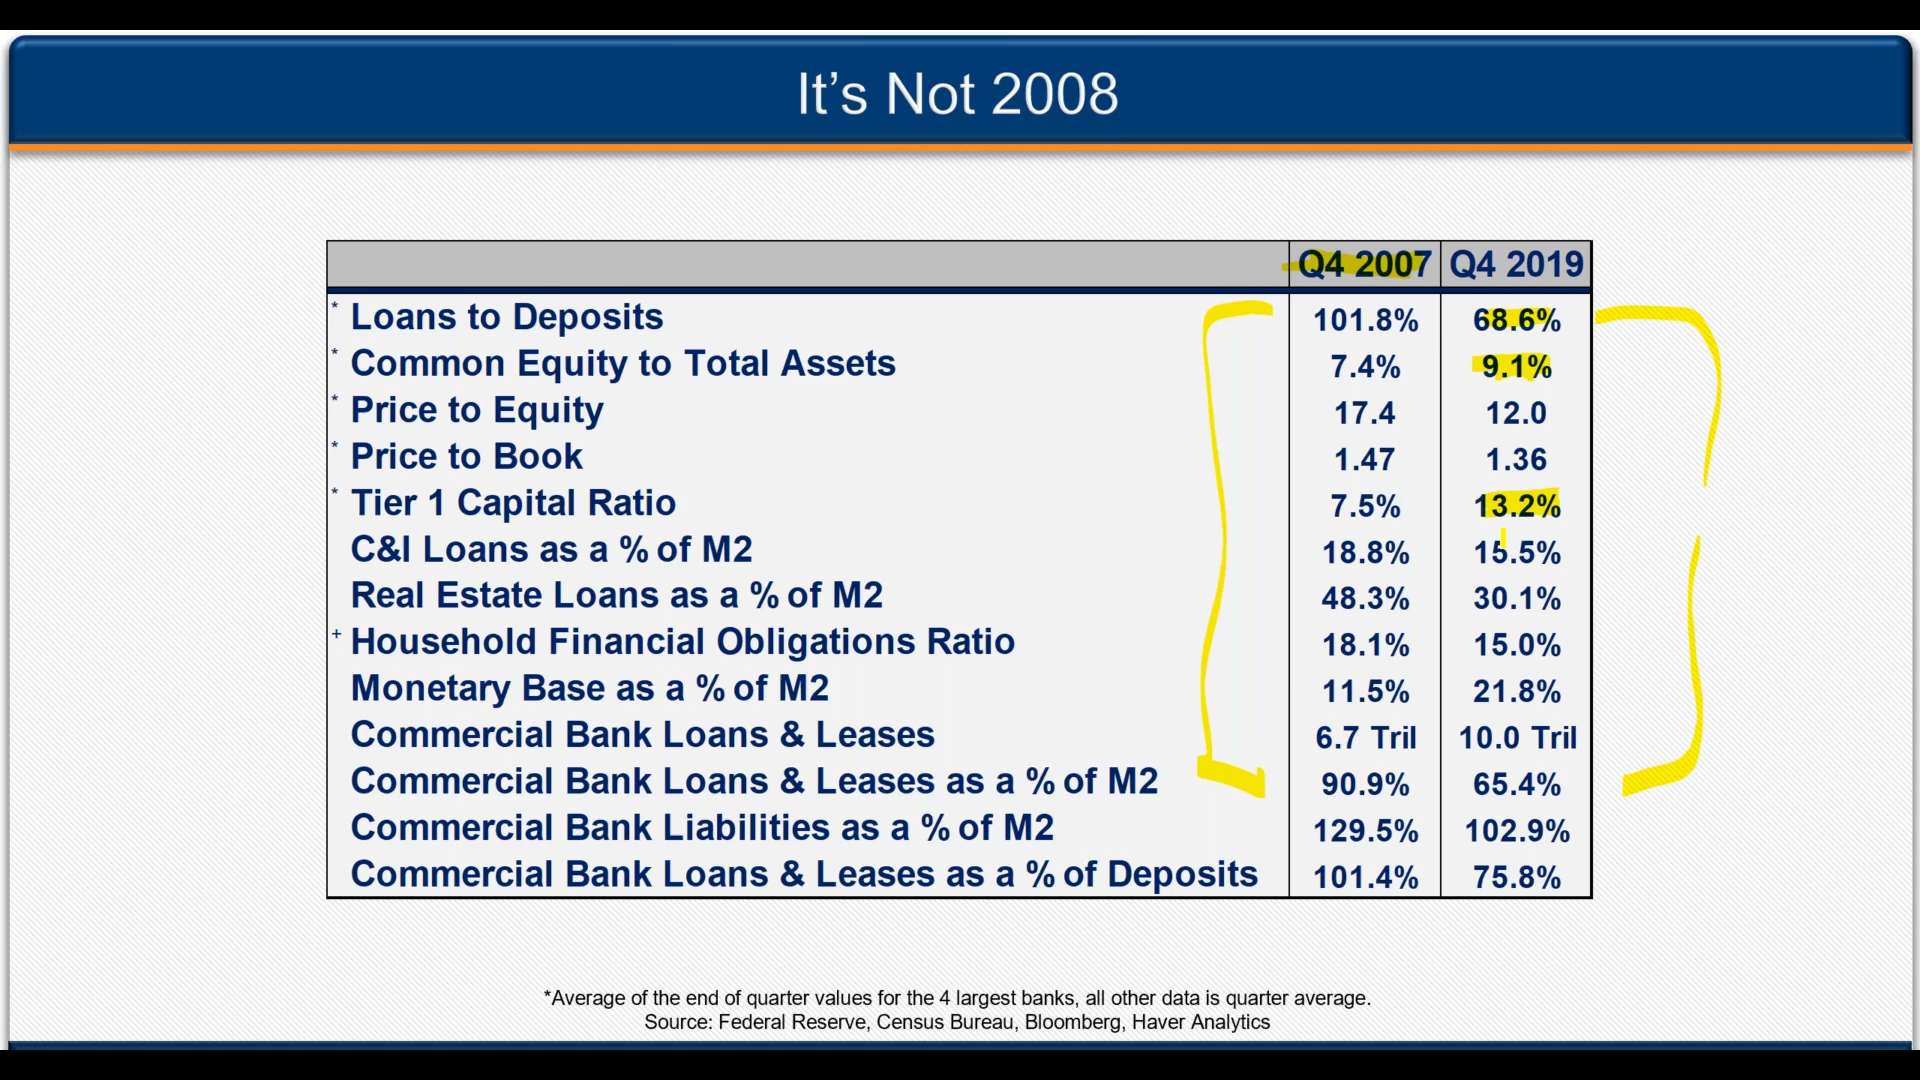 It's Not 2008
Q4 2007 Q4 2019
* Loans to Deposits 101.8% 68.6%
* Common Equity to Total Assets 7.4% 9.1%
* Price to Equity 17.4 12.0
* Price to Book 1.47 1.36
* Tier 1 Capital Ratio 7.5% 13.2%
C&I Loans as a % of M2 18.8% 15.5%
Real Estate Loans as a % of M2 48.3% 30.1%
+ Household Financial Obligations Ratio 18.1% 15.0%
Monetary Base as a % of M2 11.5% 21.8%
Commercial Bank Loans & Leases 6.7 Tril 10.0 Tril
Commercial Bank Loans & Leases as a % of M2 90.9% 65.4%
Commercial Bank Liabilities as a % of M2 129.5% 102.9%
Commercial Bank Loans & Leases as a % of Deposits 101.4% 75.8%
*Average of the end of quarter values for the 4 largest banks, all other data is quarter average.
Source: Federal Reserve, Census Bureau, Bloomberg, Haver Analytics